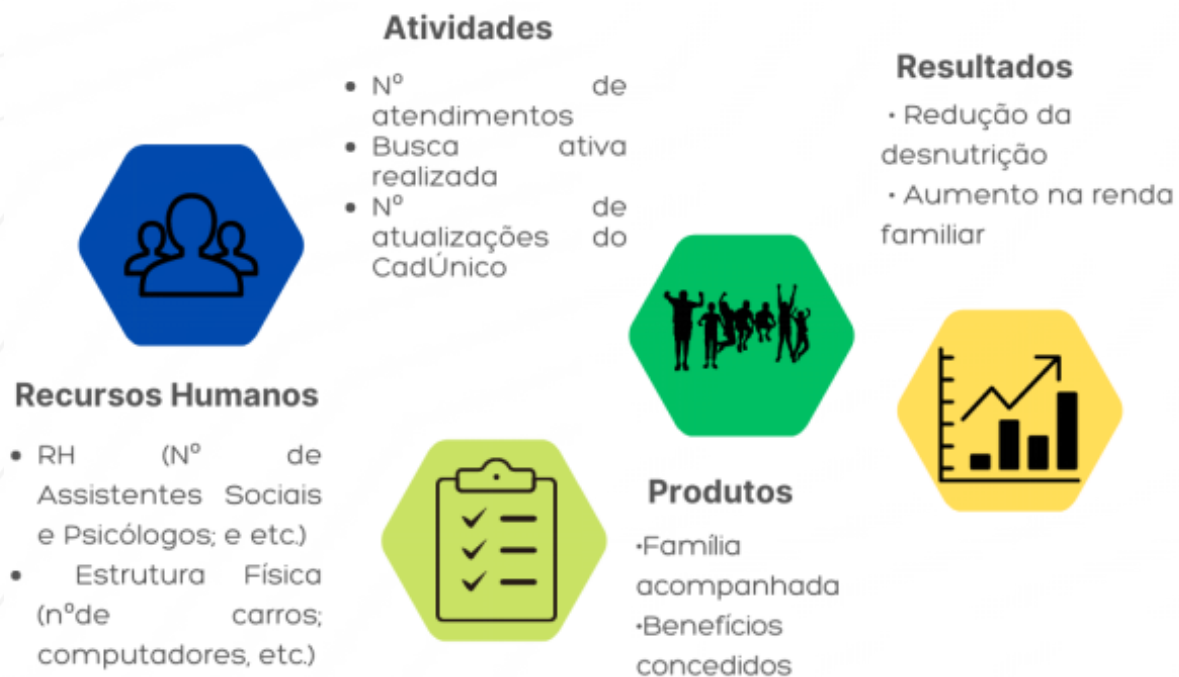 Recursos Humanos
• RH (Nº de
Assistentes Sociais
e Psicólogos; e etc.)
• Estrutura Física
(nºde carros;
computadores, etc.)
Atividades
• Nº de
atendimentos
• Busca ativa
realizada
• Nº de
atualizações do
CadÚnico
Produtos
•Família
acompanhada
•Benefícios
concedidos
Resultados
• Redução da
desnutrição
• Aumento na renda
familiar